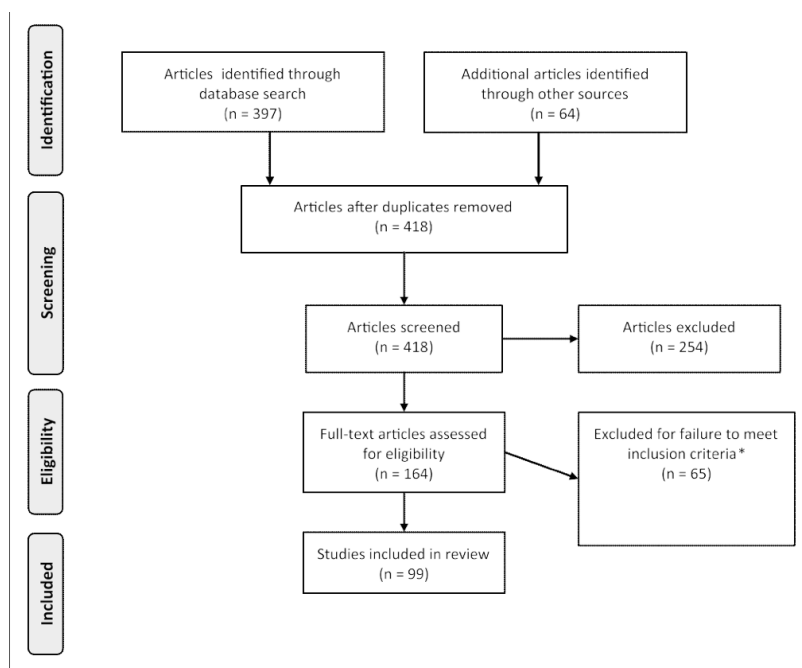 Identification
Articles identified through
database search
(n = 397)
Additional articles identified
through other sources
(n = 64)
Screening
Articles after duplicates removed
(n = 418)
Articles screened
(n = 418)
Articles excluded
(n = 254)
Eligibility
Full-text articles assessed
for eligibility
(n = 164)
Excluded for failure to meet
inclusion criteria*
(n = 65)
Included
Studies included in review
(n = 99)